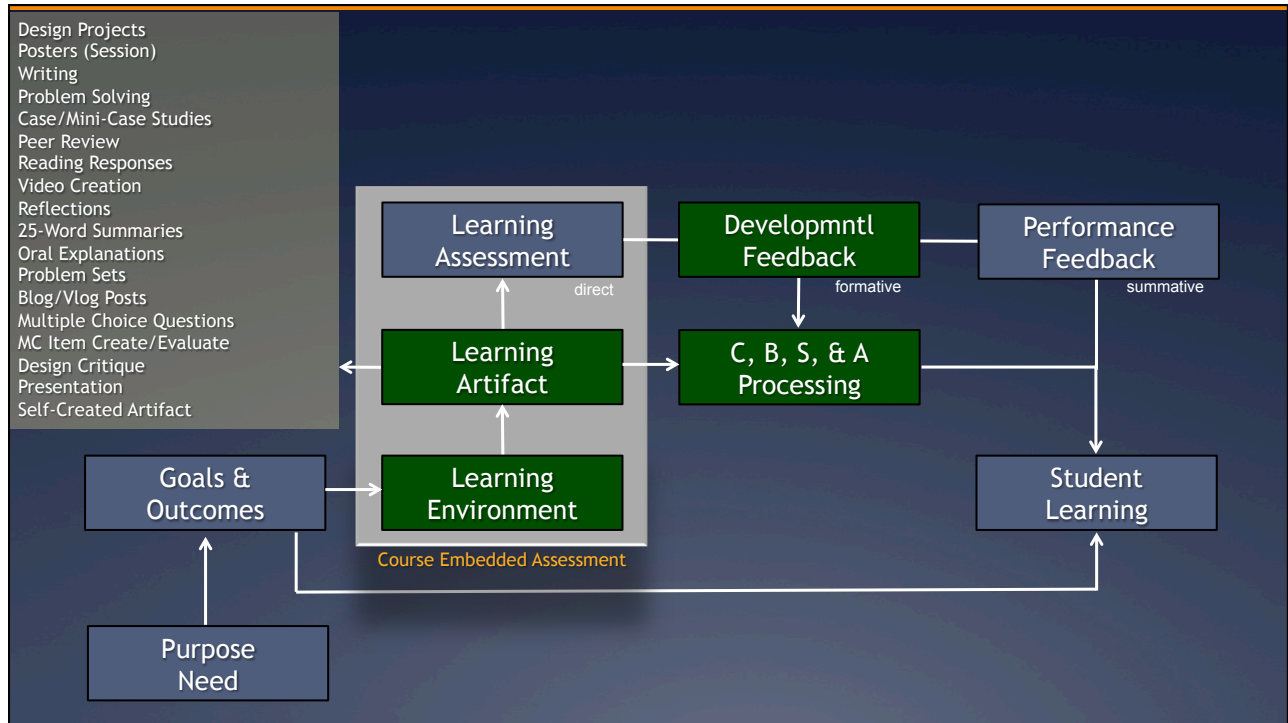 Design Projects
Posters (Session)
Writing
Problem Solving
Case/Mini-Case Studies
Peer Review
Reading Responses
Video Creation
Reflections
25-Word Summaries
Oral Explanations
Problem Sets
Blog/Vlog Posts
Multiple Choice Questions
MC Item Create/Evaluate
Design Critique
Presentation
Self-Created Artifact
Learning
Assessment
direct
Developmntl
Feedback
formative
Performance
Feedback
summative
Learning
Artifact
C, B, S, & A
Processing
Goals &
Outcomes
Learning
Environment
Student
Learning
Course Embedded Assessment
Purpose
Need